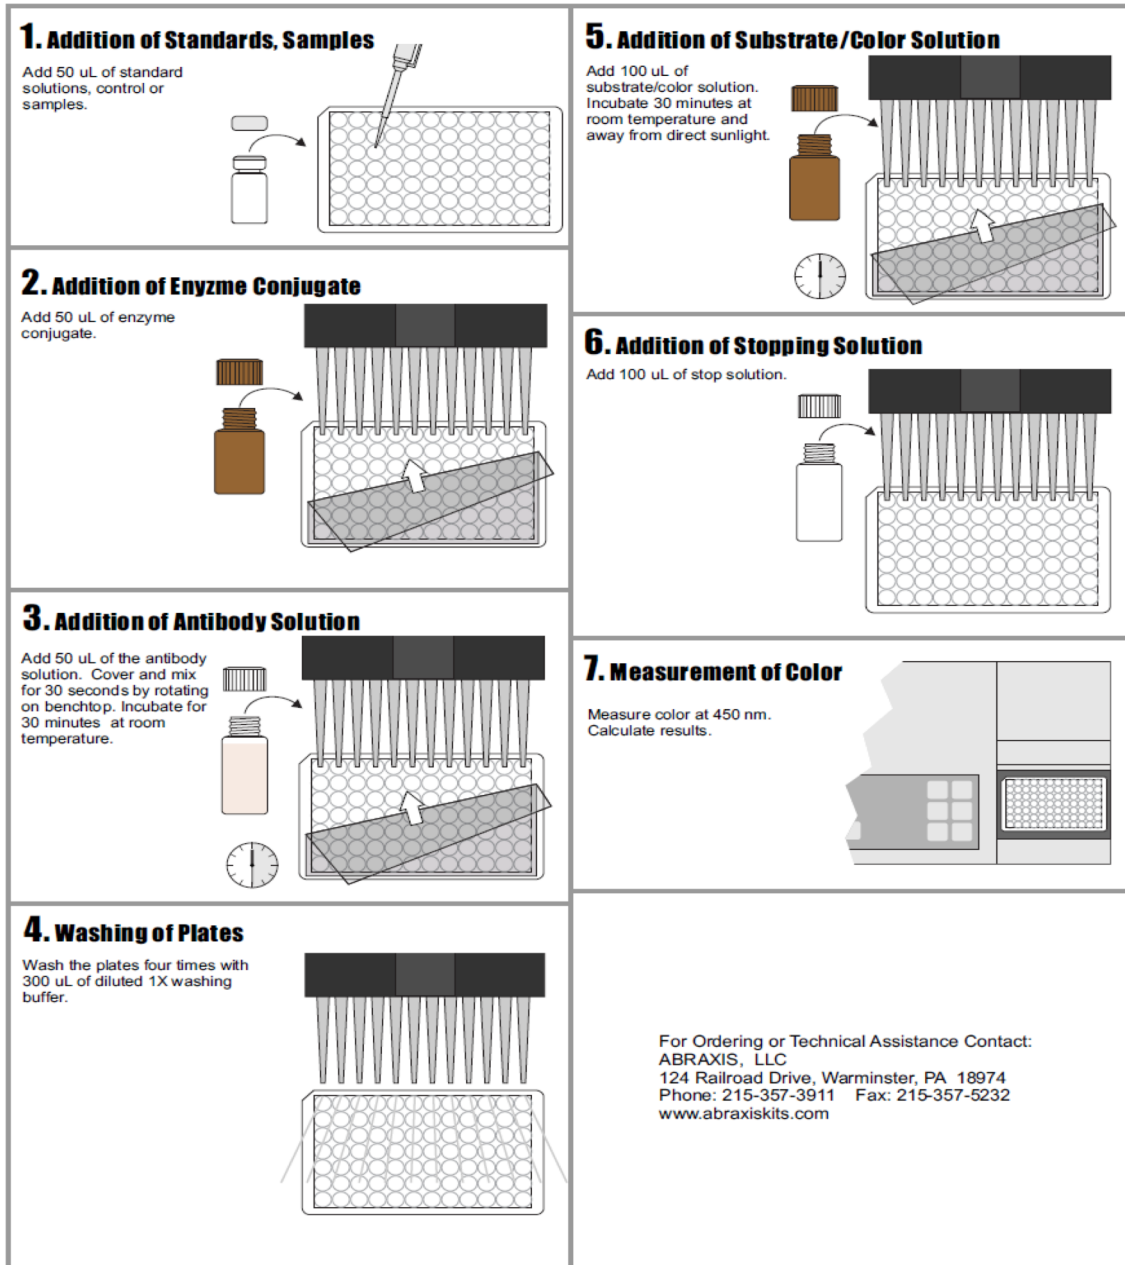 1. Addition of Standards, Samples
Add 50 uL of standard
solutions, control or
samples.
2. Addition of Enyzme Conjugate
Add 50 uL of enzyme
conjugate.
3. Addition of Antibody Solution
Add 50 uL of the antibody
solution. Cover and mix
for 30 seconds by rotating
on benchtop. Incubate for
30 minutes at room
temperature.
4. Washing of Plates
Wash the plates four times with
300 uL of diluted 1X washing
buffer.
5. Addition of Substrate/Color Solution
Add 100 uL of
substrate/color solution.
Incubate 30 minutes at
room temperature and
away from direct sunlight.
6. Addition of Stopping Solution
Add 100 uL of stop solution.
7. Measurement of Color
Measure color at 450 nm.
Calculate results.
For Ordering or Technical Assistance Contact:
ABRAXIS, LLC
124 Railroad Drive, Warminster, PA 18974
Phone: 215-357-3911 Fax: 215-357-5232
www.abraxiskits.com